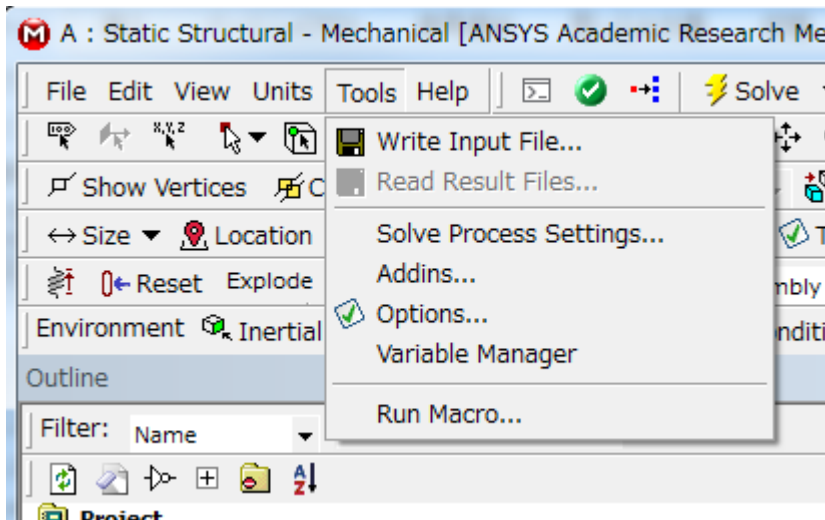 A : Static Structural - Mechanical [ANSYS Academic Research Me
File Edit View Units Tools Help Solve
Write Input File...
Show Vertices
Read Result Files...
Size Location
Solve Process Settings...
Reset Explode
Addins...
Environment Inertial
Options...
Variable Manager
Outline
Run Macro...
Filter: Name
Project